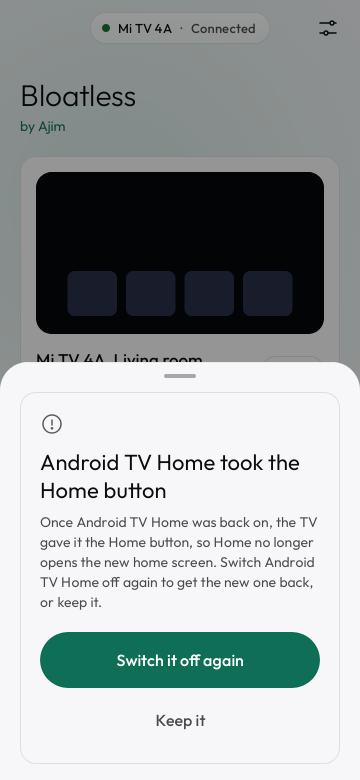 Mi TV 4A · Connected
Bloatless
by Ajim
Mi TV 4A, Living room
Android TV Home took the
Home button
Once Android TV Home was back on, the TV
gave it the Home button, so Home no longer
opens the new home screen. Switch Android
TV Home off again to get the new one back,
or keep it.
Switch it off again
Keep it